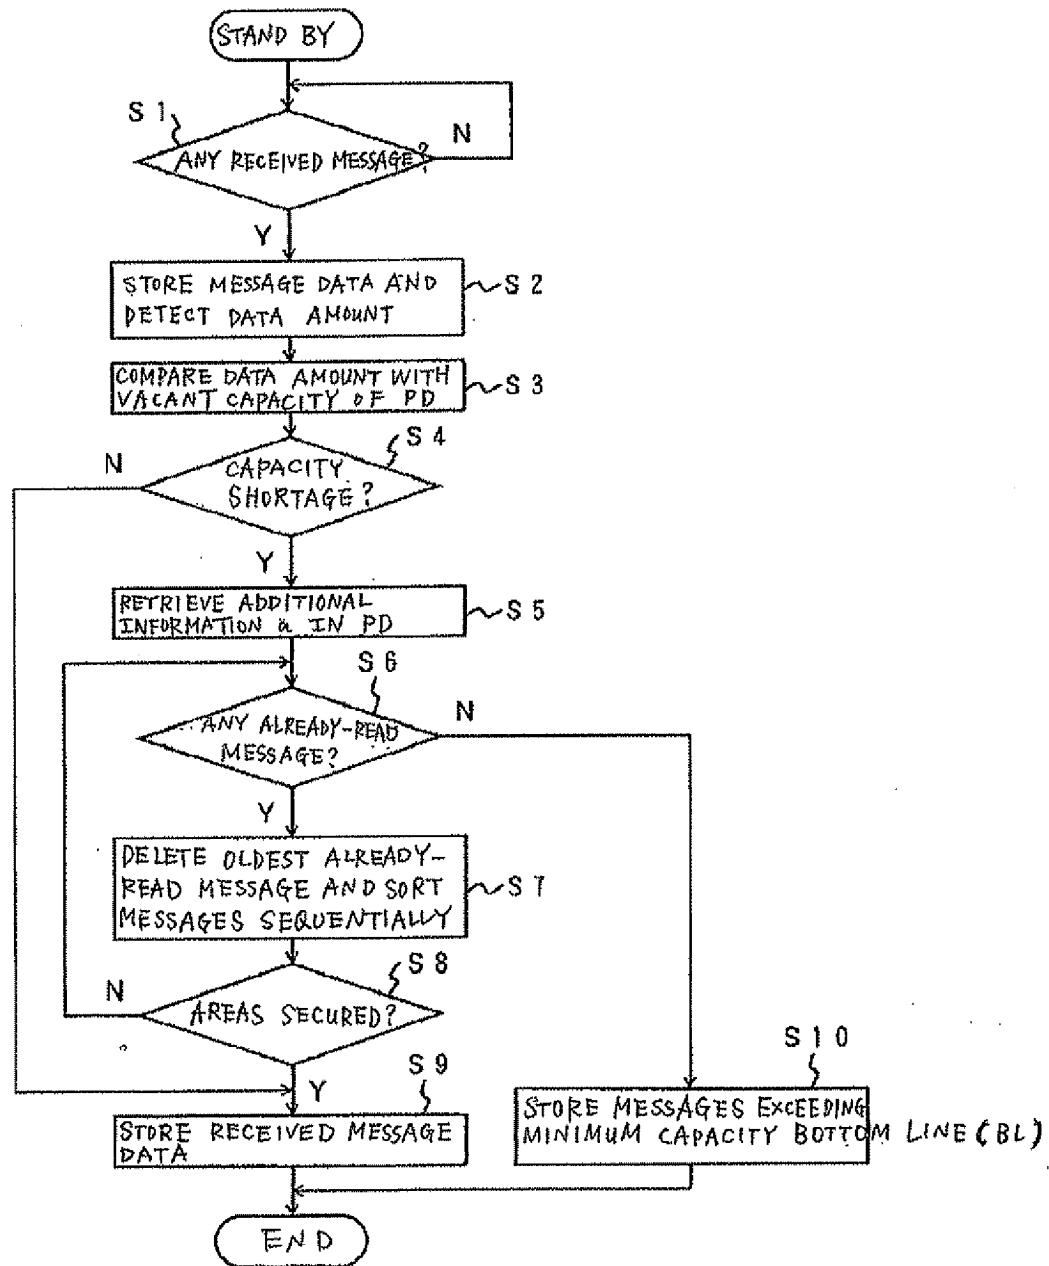 STAND BY
S 1
N
ANY RECEIVED MESSAGE?
Y
STORE MESSAGE DATA AND
DETECT DATA AMOUNT
S 2
COMPARE DATA AMOUNT WITH
VACANT CAPACITY OF PD
S 3
S 4
N
CAPACITY
SHORTAGE?
Y
RETRIEVE ADDITIONAL
INFORMATION a IN PD
S 5
S 6
N
ANY ALREADY-READ
MESSAGE?
Y
DELETE OLDEST ALREADY-
READ MESSAGE AND SORT
MESSAGES SEQUENTIALLY
S 7
S 8
N
AREAS SECURED?
Y
S 9
STORE RECEIVED MESSAGE
DATA
S 1 0
STORE MESSAGES EXCEEDING
MINIMUM CAPACITY BOTTOM LINE (BL)
END